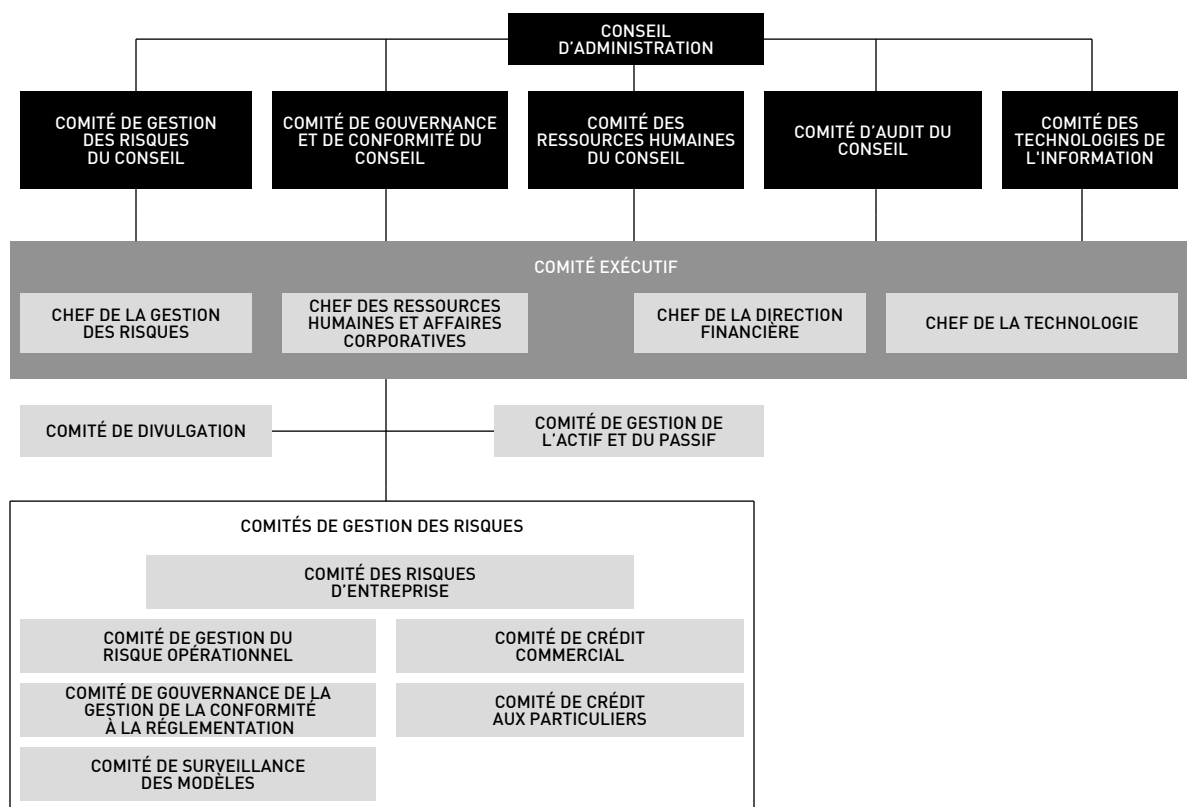 CONSEIL
D’ADMINISTRATION
COMITÉ DE GESTION
DES RISQUES
DU CONSEIL
COMITÉ DE GOUVERNANCE
ET DE CONFORMITÉ DU
CONSEIL
COMITÉ DES
RESSOURCES HUMAINES
DU CONSEIL
COMITÉ D’AUDIT DU
CONSEIL
COMITÉ DES
TECHNOLOGIES DE
L'INFORMATION
COMITÉ EXÉCUTIF
CHEF DE LA GESTION
DES RISQUES
CHEF DES RESSOURCES
HUMAINES ET AFFAIRES
CORPORATIVES
CHEF DE LA DIRECTION
FINANCIÈRE
CHEF DE LA TECHNOLOGIE
COMITÉ DE DIVULGATION
COMITÉ DE GESTION DE
L’ACTIF ET DU PASSIF
COMITÉS DE GESTION DES RISQUES
COMITÉ DES RISQUES
D’ENTREPRISE
COMITÉ DE GESTION DU
RISQUE OPÉRATIONNEL
COMITÉ DE CRÉDIT
COMMERCIAL
COMITÉ DE GOUVERNANCE DE LA
GESTION DE LA CONFORMITÉ
À LA RÉGLEMENTATION
COMITÉ DE CRÉDIT
AUX PARTICULIERS
COMITÉ DE SURVEILLANCE
DES MODÈLES